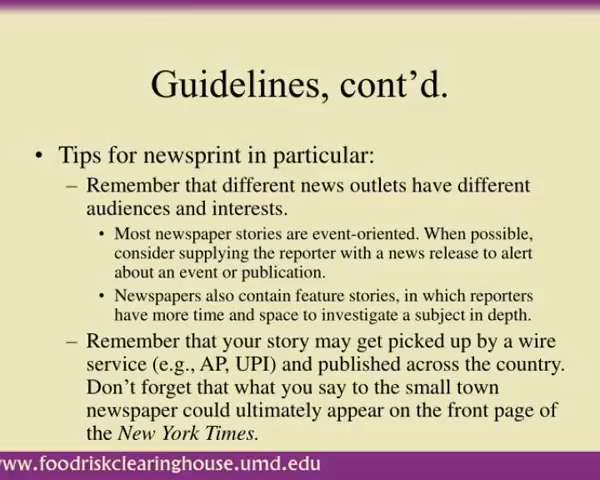 Guidelines, cont’d.
• Tips for newsprint in particular:
– Remember that different news outlets have different
audiences and interests.
• Most newspaper stories are event-oriented. When possible,
consider supplying the reporter with a news release to alert
about an event or publication.
• Newspapers also contain feature stories, in which reporters
have more time and space to investigate a subject in depth.
– Remember that your story may get picked up by a wire
service (e.g., AP, UPI) and published across the country.
Don’t forget that what you say to the small town
newspaper could ultimately appear on the front page of
the New York Times.
www.foodriskclearinghouse.umd.edu